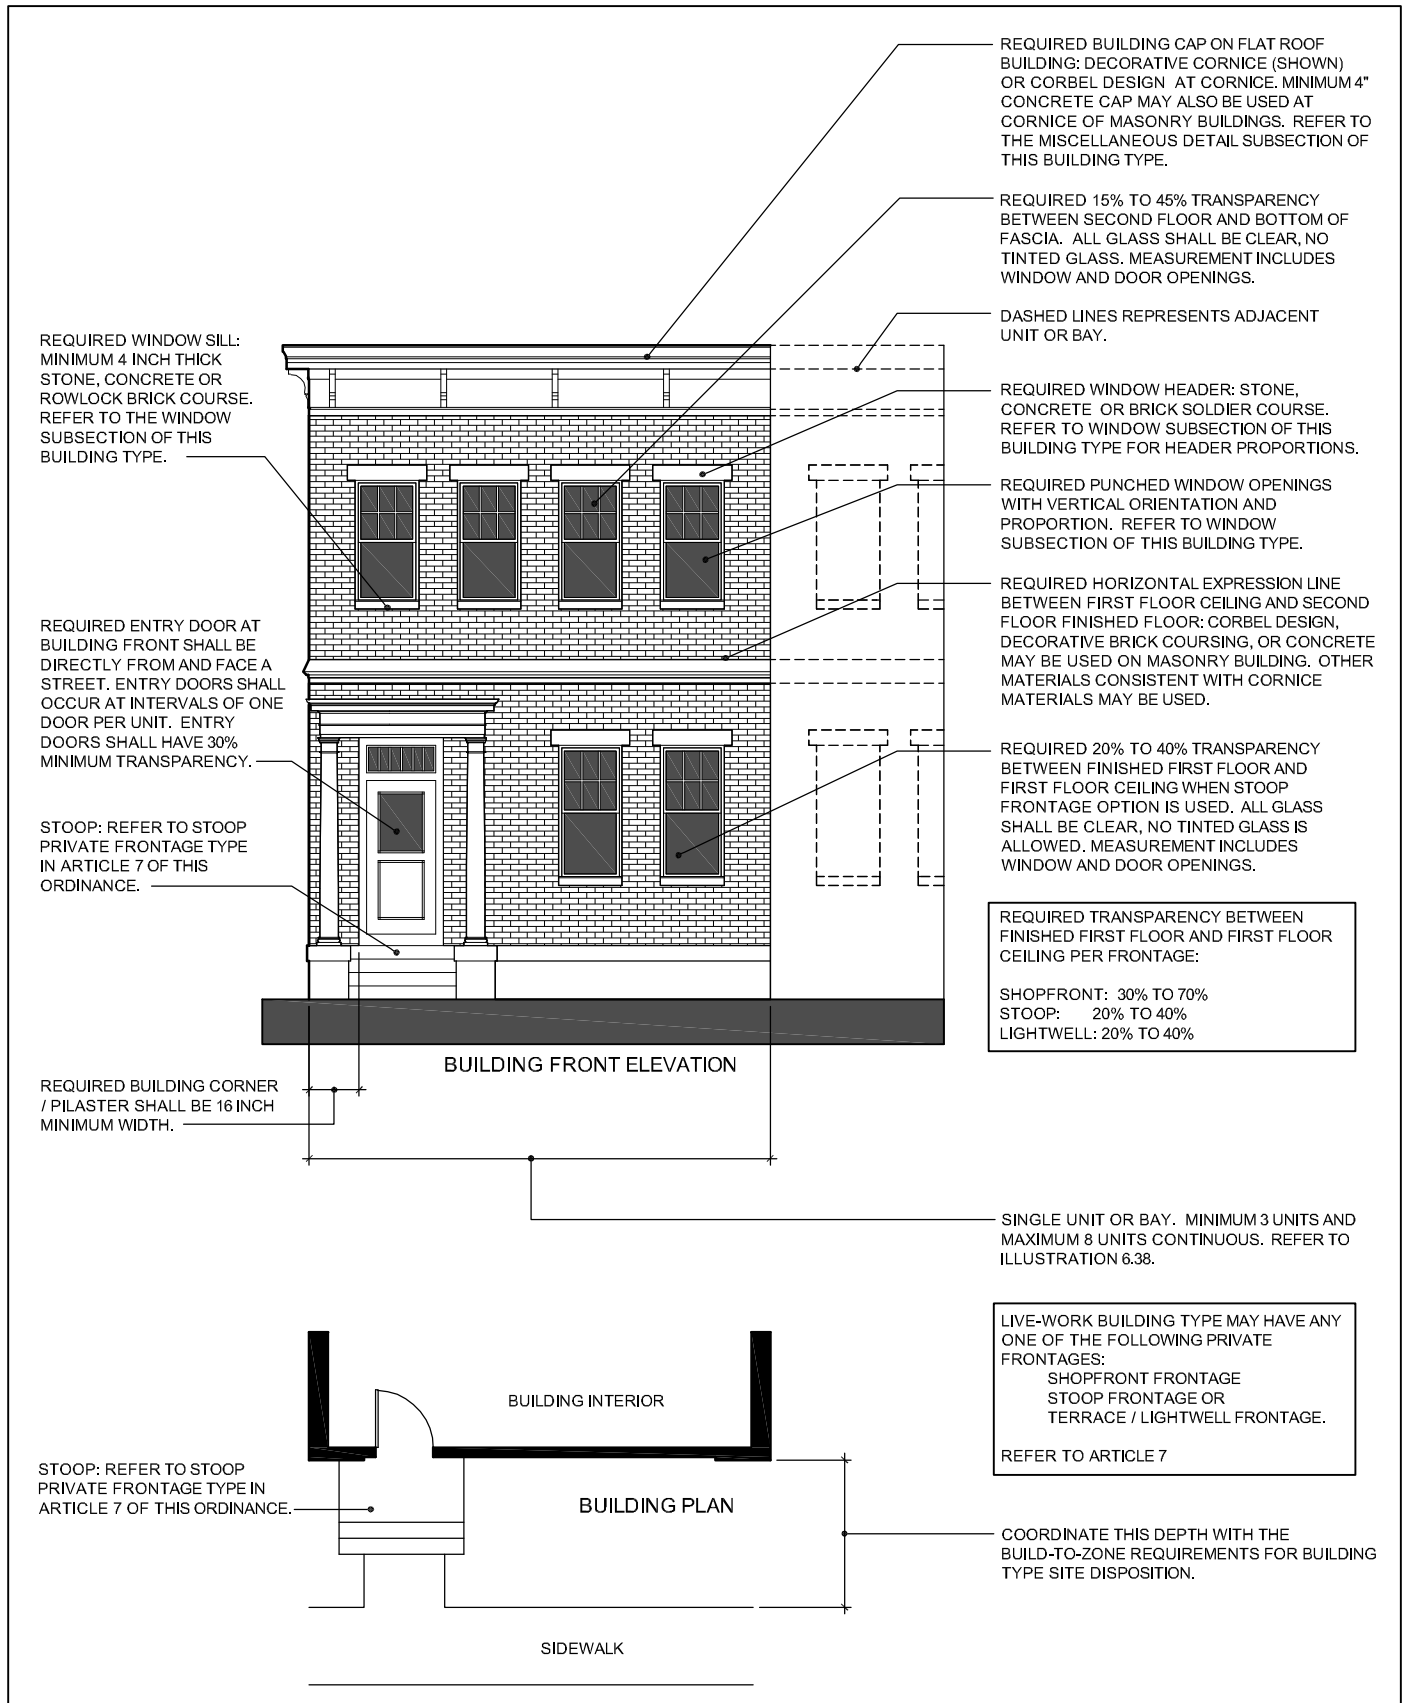 REQUIRED BUILDING CAP ON FLAT ROOF
BUILDING: DECORATIVE CORNICE (SHOWN)
OR CORBEL DESIGN AT CORNICE. MINIMUM 4"
CONCRETE CAP MAY ALSO BE USED AT
CORNICE OF MASONRY BUILDINGS. REFER TO
THE MISCELLANEOUS DETAIL SUBSECTION OF
THIS BUILDING TYPE.
REQUIRED 15% TO 45% TRANSPARENCY
BETWEEN SECOND FLOOR AND BOTTOM OF
FASCIA. ALL GLASS SHALL BE CLEAR, NO
TINTED GLASS. MEASUREMENT INCLUDES
WINDOW AND DOOR OPENINGS.
DASHED LINES REPRESENTS ADJACENT
UNIT OR BAY.
REQUIRED WINDOW HEADER: STONE,
CONCRETE OR BRICK SOLDIER COURSE.
REFER TO WINDOW SUBSECTION OF THIS
BUILDING TYPE FOR HEADER PROPORTIONS.
REQUIRED PUNCHED WINDOW OPENINGS
WITH VERTICAL ORIENTATION AND
PROPORTION. REFER TO WINDOW
SUBSECTION OF THIS BUILDING TYPE.
REQUIRED HORIZONTAL EXPRESSION LINE
BETWEEN FIRST FLOOR CEILING AND SECOND
FLOOR FINISHED FLOOR: CORBEL DESIGN,
DECORATIVE BRICK COURSING, OR CONCRETE
MAY BE USED ON MASONRY BUILDING. OTHER
MATERIALS CONSISTENT WITH CORNICE
MATERIALS MAY BE USED.
REQUIRED 20% TO 40% TRANSPARENCY
BETWEEN FINISHED FIRST FLOOR AND
FIRST FLOOR CEILING WHEN STOOP
FRONTAGE OPTION IS USED. ALL GLASS
SHALL BE CLEAR, NO TINTED GLASS IS
ALLOWED. MEASUREMENT INCLUDES
WINDOW AND DOOR OPENINGS.
REQUIRED TRANSPARENCY BETWEEN
FINISHED FIRST FLOOR AND FIRST FLOOR
CEILING PER FRONTAGE:
SHOPFRONT: 30% TO 70%
STOOP: 20% TO 40%
LIGHTWELL: 20% TO 40%
REQUIRED WINDOW SILL:
MINIMUM 4 INCH THICK
STONE, CONCRETE OR
ROWLOCK BRICK COURSE.
REFER TO THE WINDOW
SUBSECTION OF THIS
BUILDING TYPE.
REQUIRED ENTRY DOOR AT
BUILDING FRONT SHALL BE
DIRECTLY FROM AND FACE A
STREET. ENTRY DOORS SHALL
OCCUR AT INTERVALS OF ONE
DOOR PER UNIT. ENTRY
DOORS SHALL HAVE 30%
MINIMUM TRANSPARENCY.
STOOP: REFER TO STOOP
PRIVATE FRONTAGE TYPE
IN ARTICLE 7 OF THIS
ORDINANCE.
BUILDING FRONT ELEVATION
REQUIRED BUILDING CORNER
/ PILASTER SHALL BE 16 INCH
MINIMUM WIDTH.
SINGLE UNIT OR BAY. MINIMUM 3 UNITS AND
MAXIMUM 8 UNITS CONTINUOUS. REFER TO
ILLUSTRATION 6.38.
LIVE-WORK BUILDING TYPE MAY HAVE ANY
ONE OF THE FOLLOWING PRIVATE
FRONTAGES:
SHOPFRONT FRONTAGE
STOOP FRONTAGE OR
TERRACE / LIGHTWELL FRONTAGE.
REFER TO ARTICLE 7
BUILDING INTERIOR
STOOP: REFER TO STOOP
PRIVATE FRONTAGE TYPE IN
ARTICLE 7 OF THIS ORDINANCE.
BUILDING PLAN
COORDINATE THIS DEPTH WITH THE
BUILD-TO-ZONE REQUIREMENTS FOR BUILDING
TYPE SITE DISPOSITION.
SIDEWALK